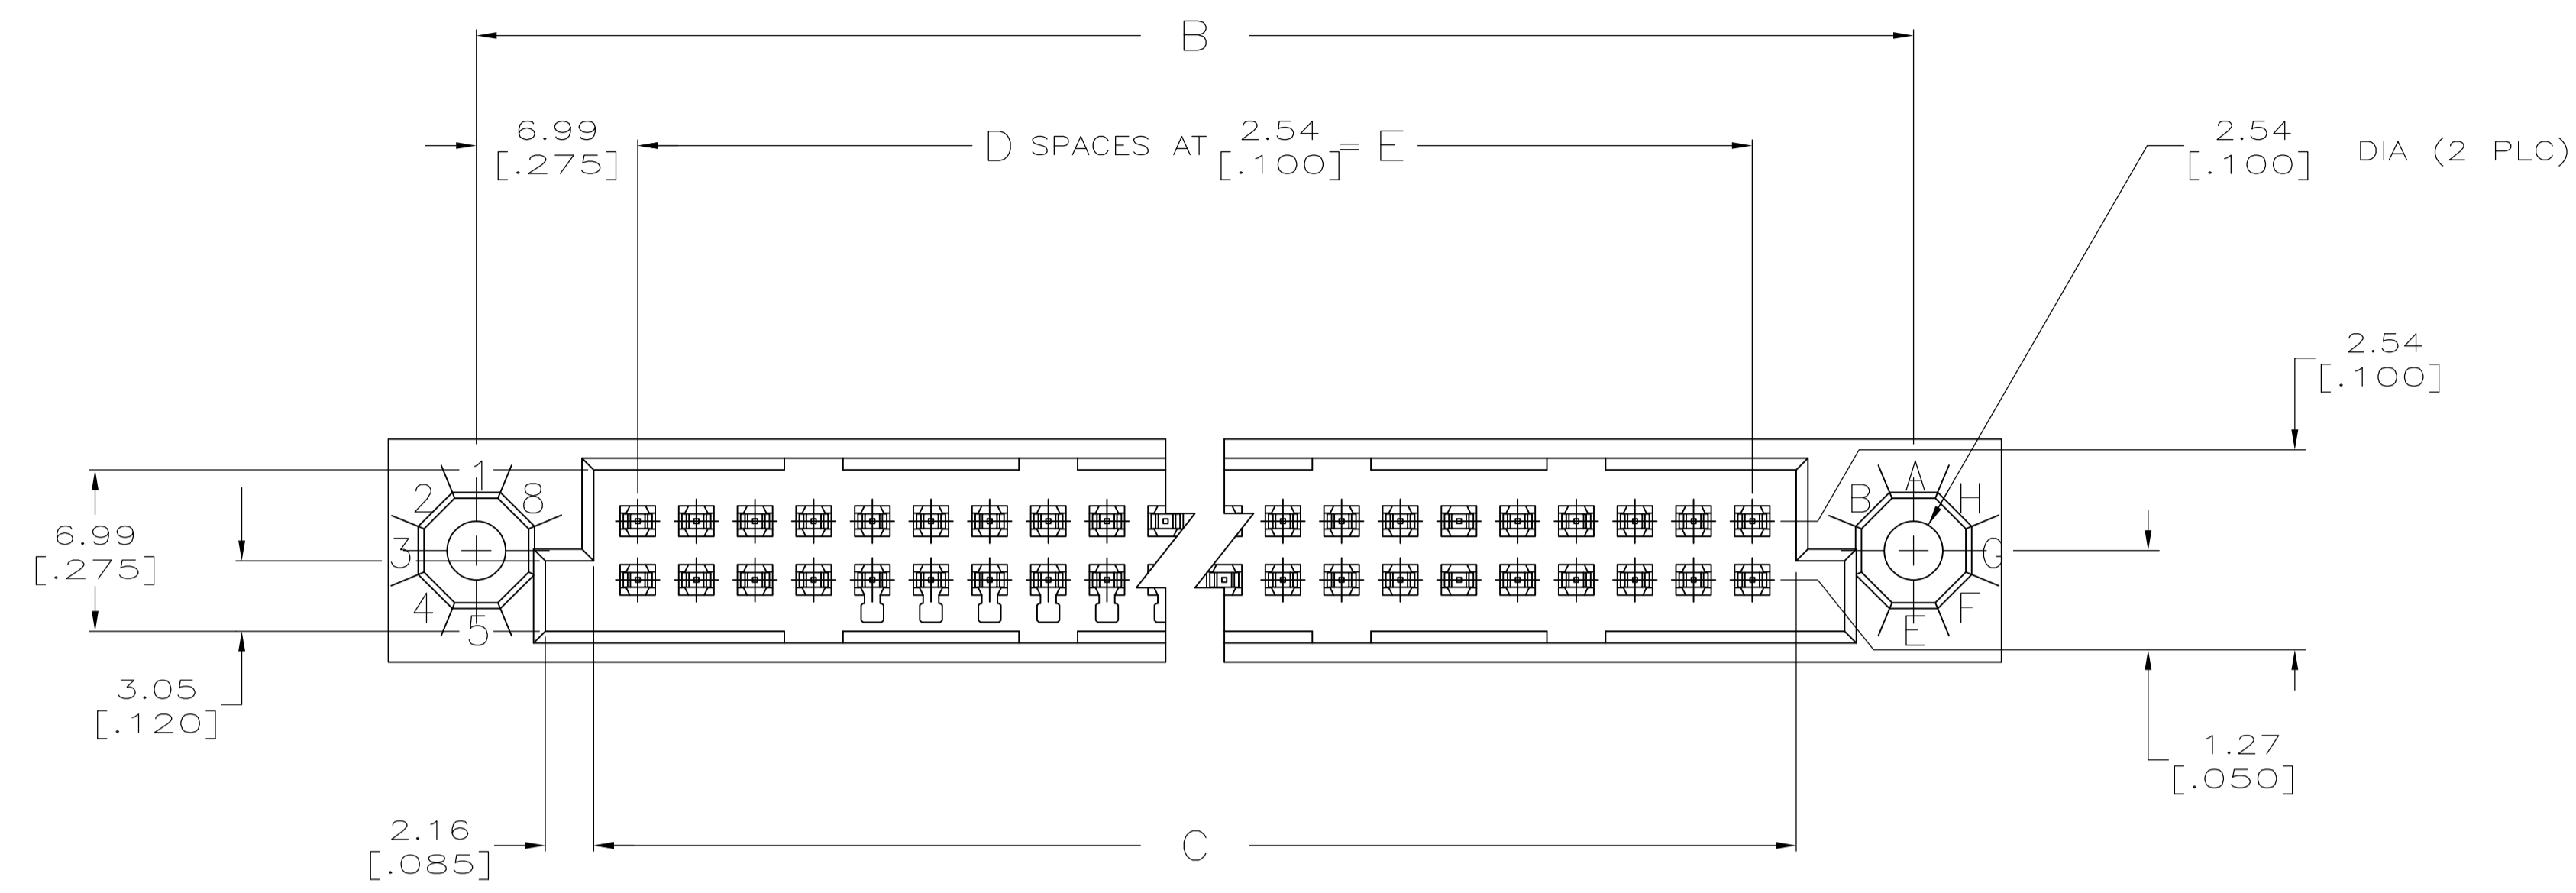 B
6.99
[.275]
D SPACES AT 2.54 [.100] = E
2.54
[.100] DIA (2 PLC)
2.54
[.100]
1
2
8
3
4
5
A
B
H
G
F
E
6.99
[.275]
3.05
[.120]
1.27
[.050]
2.16
[.085]
C